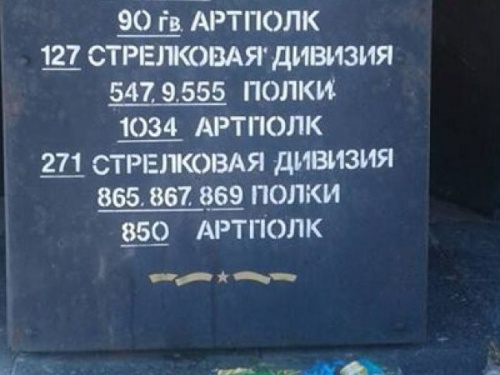 90 гв. АРТПОЛК
127 СТРЕЛКОВАЯ ДИВИЗИЯ
547, 9, 555 ПОЛКИ
1034 АРТПОЛК
271 СТРЕЛКОВАЯ ДИВИЗИЯ
865, 867, 869 ПОЛКИ
850 АРТПОЛК